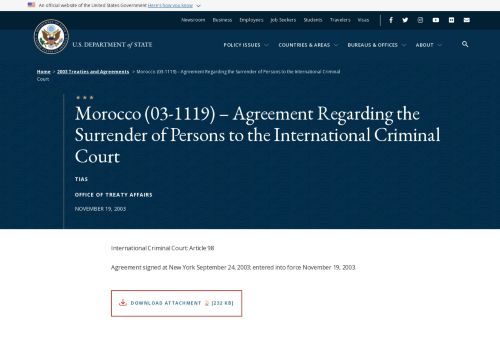 An official website of the United States Government Here's how you know
Newsroom Business Employees Job Seekers Students Travelers Visas
U.S. DEPARTMENT of STATE
POLICY ISSUES COUNTRIES & AREAS BUREAUS & OFFICES ABOUT
Home > 2003 Treaties and Agreements > Morocco (03-1119) – Agreement Regarding the Surrender of Persons to the International Criminal
Court
Morocco (03-1119) – Agreement Regarding the
Surrender of Persons to the International Criminal
Court
TIAS
OFFICE OF TREATY AFFAIRS
NOVEMBER 19, 2003
International Criminal Court: Article 98
Agreement signed at New York September 24, 2003; entered into force November 19, 2003.
DOWNLOAD ATTACHMENT [232 KB]